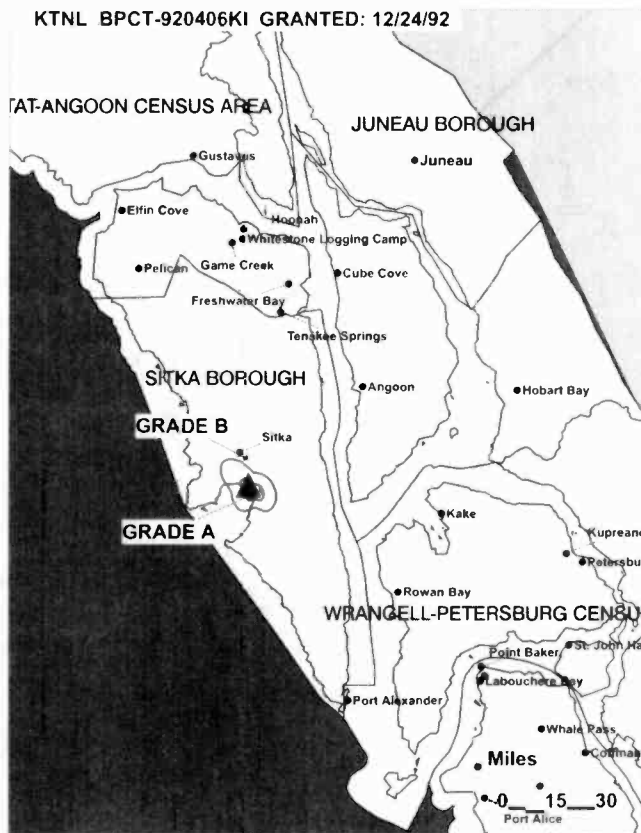 KTNL BPCT-920406KI GRANTED: 12/24/92
TAT-ANGOON CENSUS AREA
JUNEAU BOROUGH
Gustavus
Juneau
Elfin Cove
Hoonah
Whitestone Logging Camp
Pelican
Game Creek
Cube Cove
Freshwater Bay
Tenskee Springs
SITKA BOROUGH
Angoon
Hobart Bay
GRADE B
Sitka
GRADE A
Kake
Kupreano
Petersbu
Rowan Bay
WRANGELL-PETERSBURG CENSU
Point Baker
St. John Ha
Labouchere Bay
Port Alexander
Whale Pass
Miles
Coffman
0 15 30
Port Alice